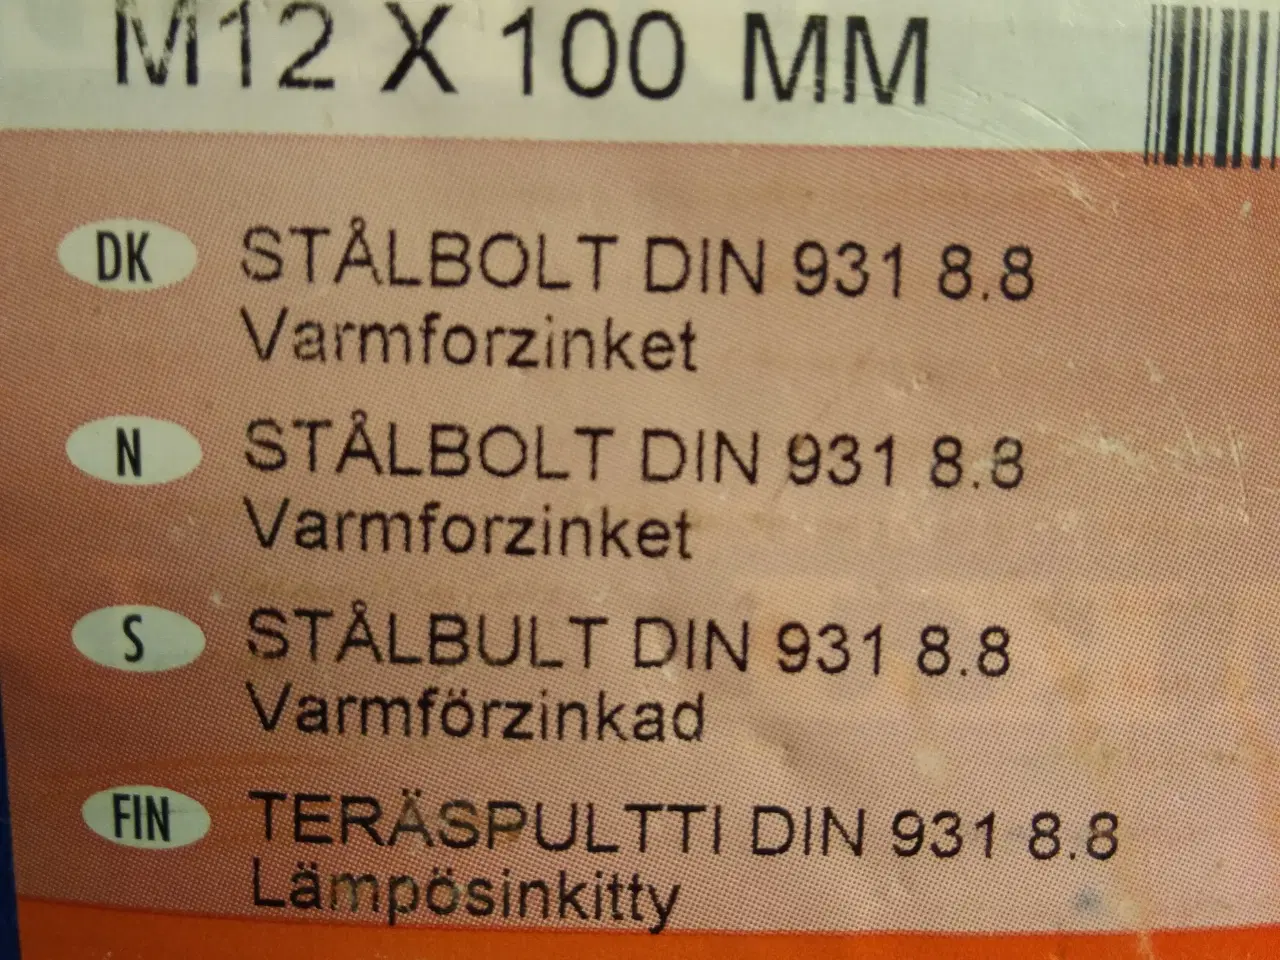 M12 X 100 MM
DK STÅLBOLT DIN 931 8.8
Varmforzinket
N STÅLBOLT DIN 931 8.8
Varmforzinket
S STÅLBULT DIN 931 8.8
Varmförzinkad
FIN TERÄSPULTTI DIN 931 8.8
Lämpösinkitty